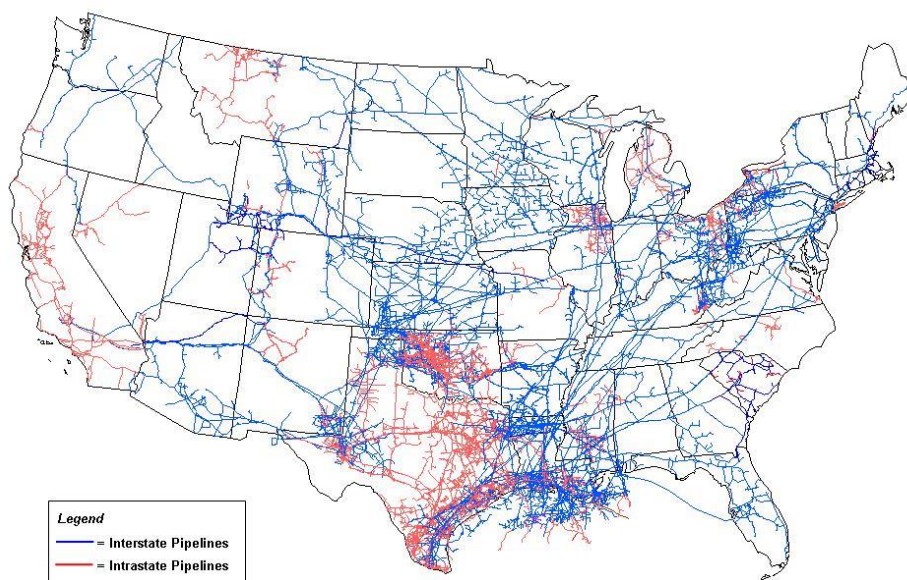 Legend
= Interstate Pipelines
= Intrastate Pipelines